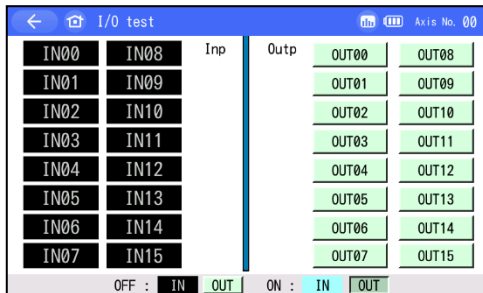 I/O test Axis No. 00
IN00 IN08 Inp Outp OUT00 OUT08
IN01 IN09 OUT01 OUT09
IN02 IN10 OUT02 OUT10
IN03 IN11 OUT03 OUT11
IN04 IN12 OUT04 OUT12
IN05 IN13 OUT05 OUT13
IN06 IN14 OUT06 OUT14
IN07 IN15 OUT07 OUT15
OFF : IN OUT ON : IN OUT